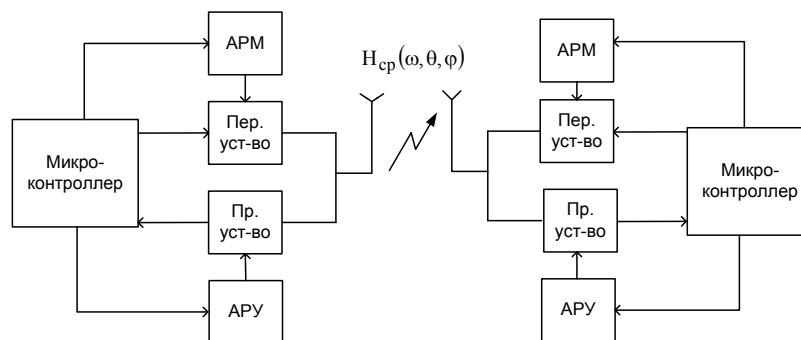 АРМ
Пер.
уст-во
Микро-
контроллер
Пр.
уст-во
АРУ
Hср(ω, θ, φ)
АРМ
Пер.
уст-во
Микро-
контроллер
Пр.
уст-во
АРУ